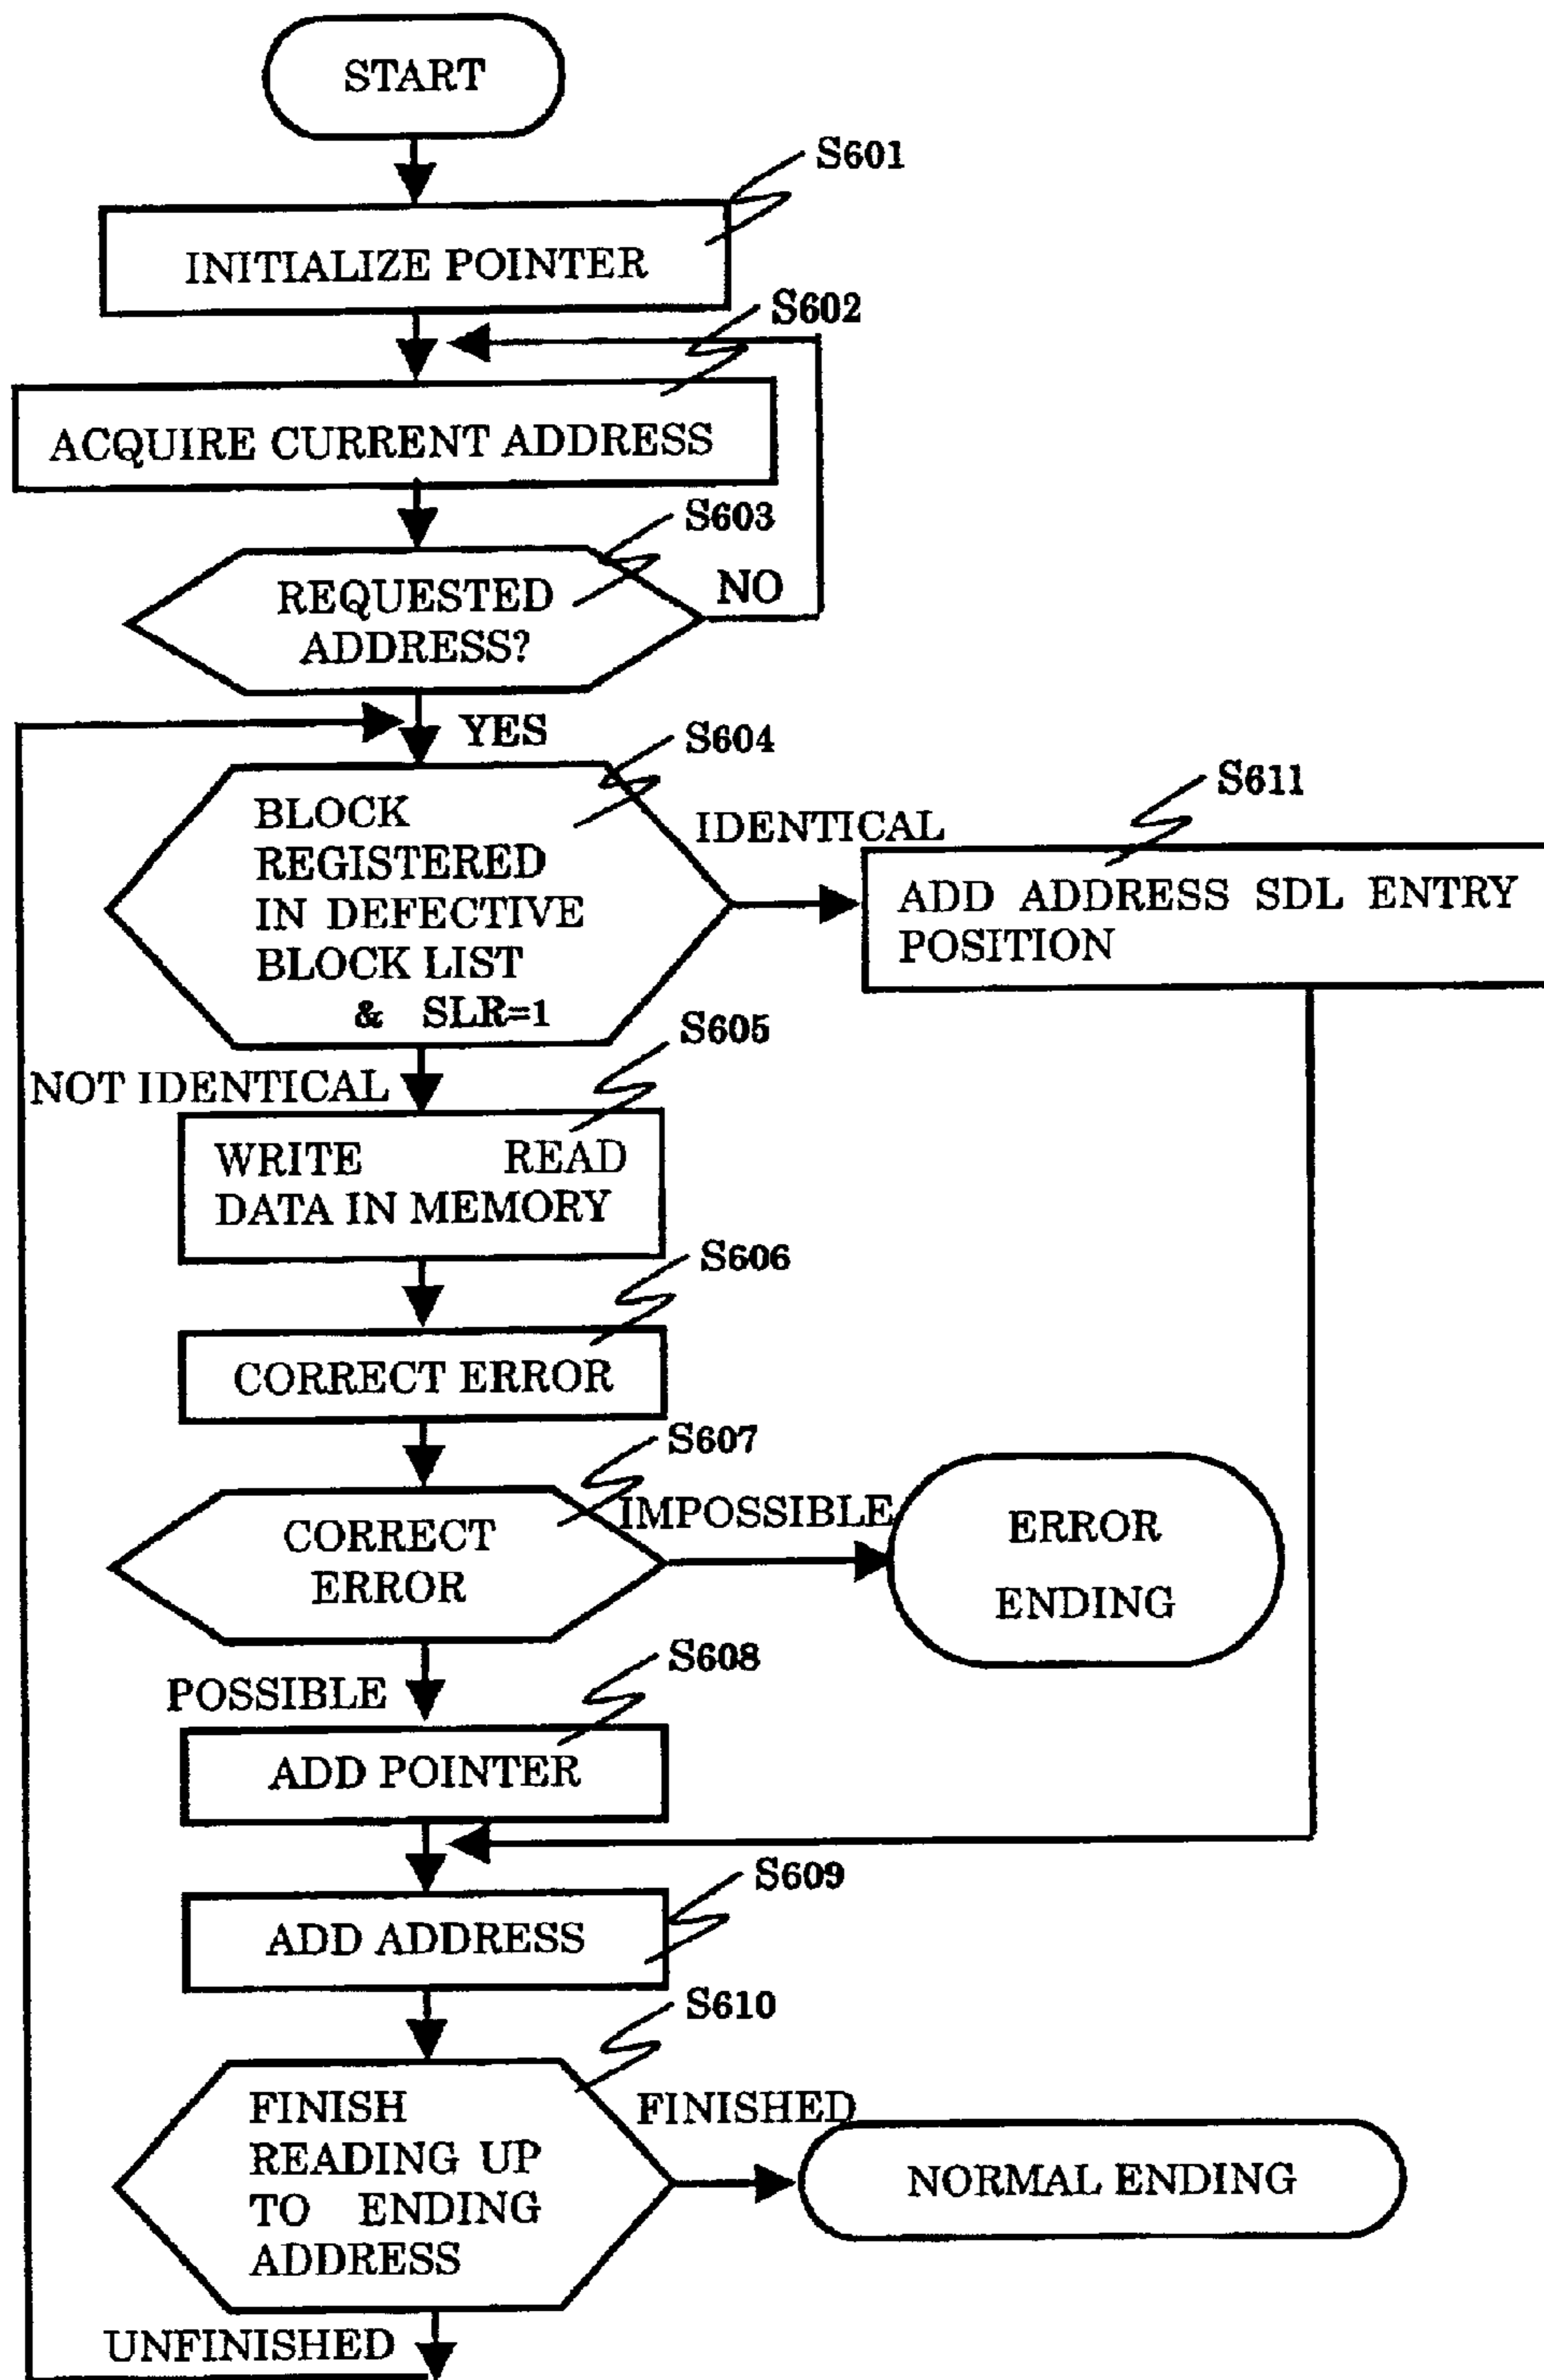 START
S601
INITIALIZE POINTER
S602
ACQUIRE CURRENT ADDRESS
S603
REQUESTED
ADDRESS?
NO
YES
S604
BLOCK
REGISTERED
IN DEFECTIVE
BLOCK LIST
& SLR=1
IDENTICAL
S611
ADD ADDRESS SDL ENTRY
POSITION
NOT IDENTICAL
S605
WRITE READ
DATA IN MEMORY
S606
CORRECT ERROR
S607
CORRECT
ERROR
IMPOSSIBLE
ERROR
ENDING
POSSIBLE
S608
ADD POINTER
S609
ADD ADDRESS
S610
FINISH
READING UP
TO ENDING
ADDRESS
FINISHED
NORMAL ENDING
UNFINISHED